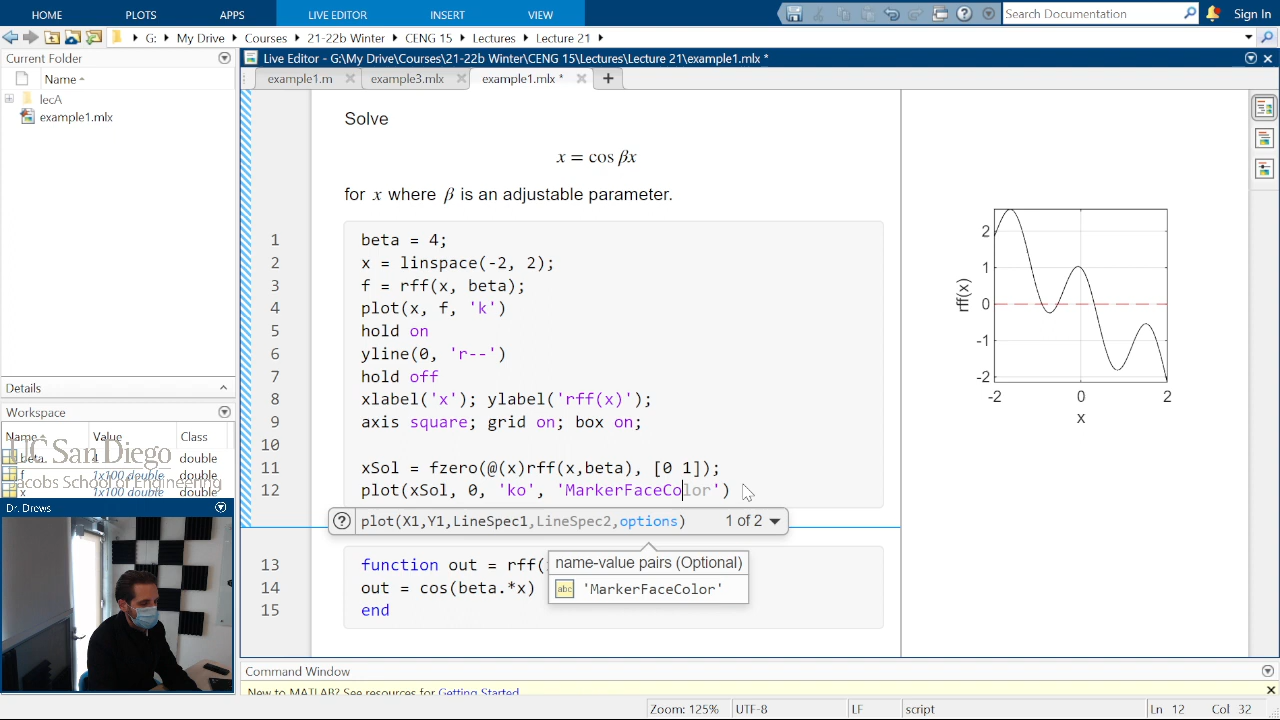 HOME PLOTS APPS LIVE EDITOR INSERT VIEW Search Documentation Sign In
G: My Drive Courses 21-22b Winter CENG 15 Lectures Lecture 21
Current Folder
Name
lecA
example1.mlx
Details
Workspace
Name Value Class
beta 4 double
f 1x100 double double
x 1x100 double double
UC San Diego
Jacobs School of Engineering
Dr. Drews
Live Editor - G:\My Drive\Courses\21-22b Winter\CENG 15\Lectures\Lecture 21\example1.mlx *
example1.m example3.mlx example1.mlx * +
Solve
x = cos βx
for x where β is an adjustable parameter.
1 beta = 4;
2 x = linspace(-2, 2);
3 f = rff(x, beta);
4 plot(x, f, 'k')
5 hold on
6 yline(0, 'r--')
7 hold off
8 xlabel('x'); ylabel('rff(x)');
9 axis square; grid on; box on;
10
11 xSol = fzero(@(x)rff(x,beta), [0 1]);
12 plot(xSol, 0, 'ko', 'MarkerFaceColor')
plot(X1,Y1,LineSpec1,LineSpec2,options) 1 of 2
name-value pairs (Optional)
abc 'MarkerFaceColor'
13 function out = rff(
14 out = cos(beta.*x)
15 end
2
1
0
-1
-2
-2 0 2
rff(x)
x
Command Window
New to MATLAB? See resources for Getting Started
Zoom: 125% UTF-8 LF script Ln 12 Col 32